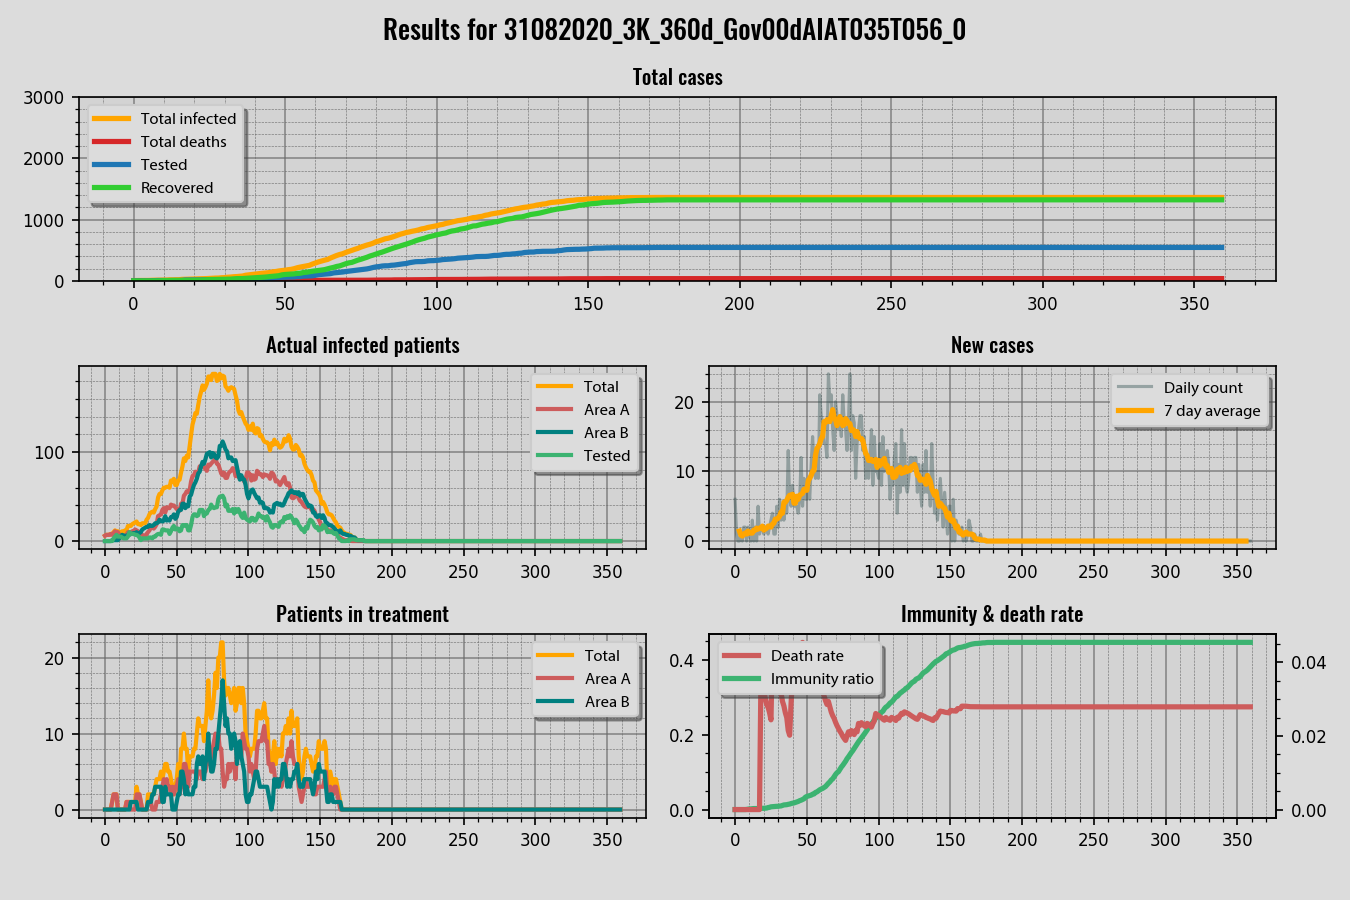 Results for 31082020_3K_360d_Gov00dAIAT035T056_0
Total cases
3000
2000
1000
0
Total infected
Total deaths
Tested
Recovered
0 50 100 150 200 250 300 350
Actual infected patients
100
0
Total
Area A
Area B
Tested
0 50 100 150 200 250 300 350
New cases
20
10
0
Daily count
7 day average
0 50 100 150 200 250 300 350
Patients in treatment
20
10
0
Total
Area A
Area B
0 50 100 150 200 250 300 350
Immunity & death rate
0.4
0.2
0.0
Death rate
Immunity ratio
0.04
0.02
0.00
0 50 100 150 200 250 300 350